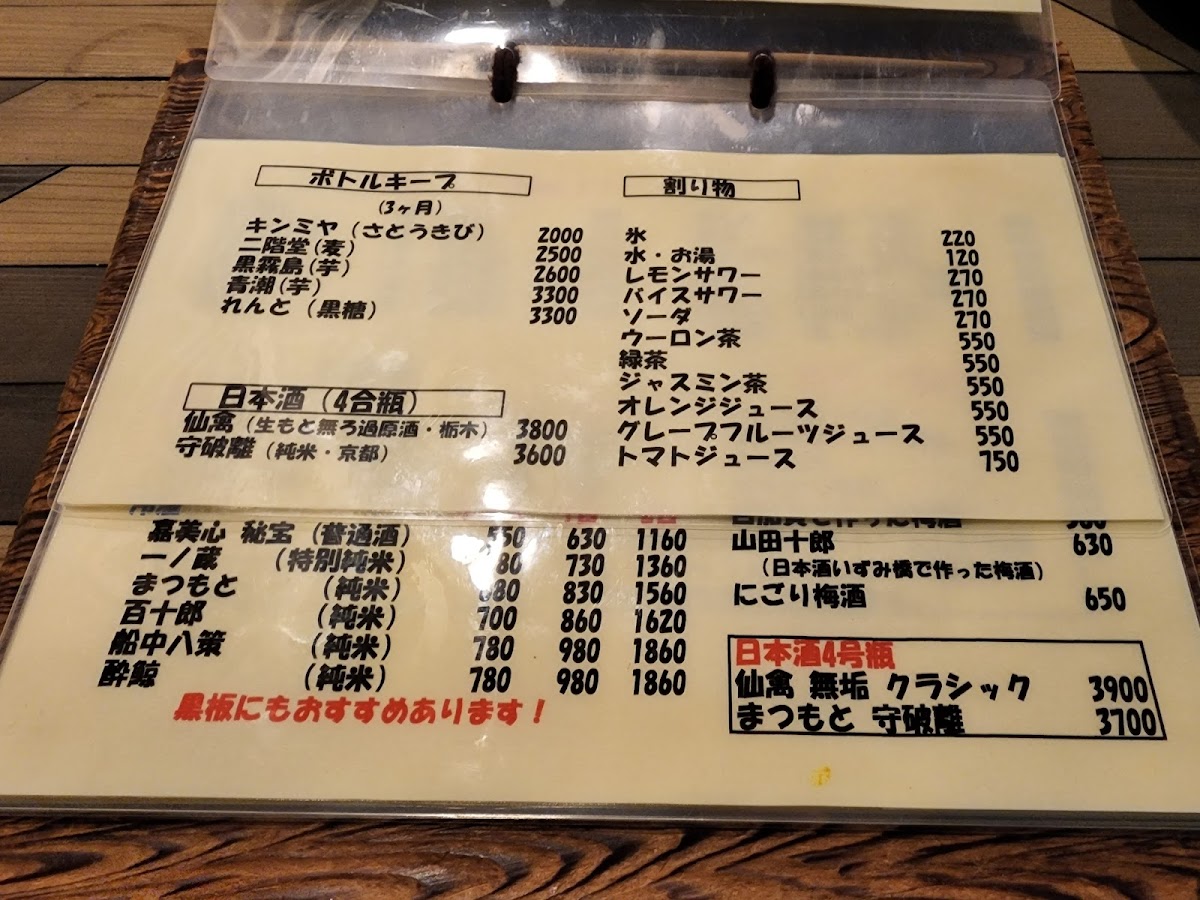 ボトルキープ
(3ヶ月)
キンミヤ(さとうきび) 2000
二階堂(麦) 2500
黒霧島(芋) 2600
青潮(芋) 3300
れんと(黒糖) 3300
日本酒(4合瓶)
仙禽(生もと無ろ過原酒・栃木) 3800
守破離(純米・京都) 3600
割り物
氷 220
水・お湯 120
レモンサワー 270
バイスサワー 270
ソーダ 270
ウーロン茶 550
緑茶 550
ジャスミン茶 550
オレンジジュース 550
グレープフルーツジュース 550
トマトジュース 750
嘉美心 秘宝(普通酒) 550 630 1160
一ノ蔵 (特別純米) 730 1360
まつもと (純米) 830 1560
百十郎 (純米) 700 860 1620
船中八策 (純米) 780 980 1860
酔鯨 (純米) 780 980 1860
黒板にもおすすめあります!
山田十郎 630
(日本酒いずみ橋で作った梅酒)
にごり梅酒 650
日本酒4号瓶
仙禽 無垢 クラシック 3900
まつもと 守破離 3700